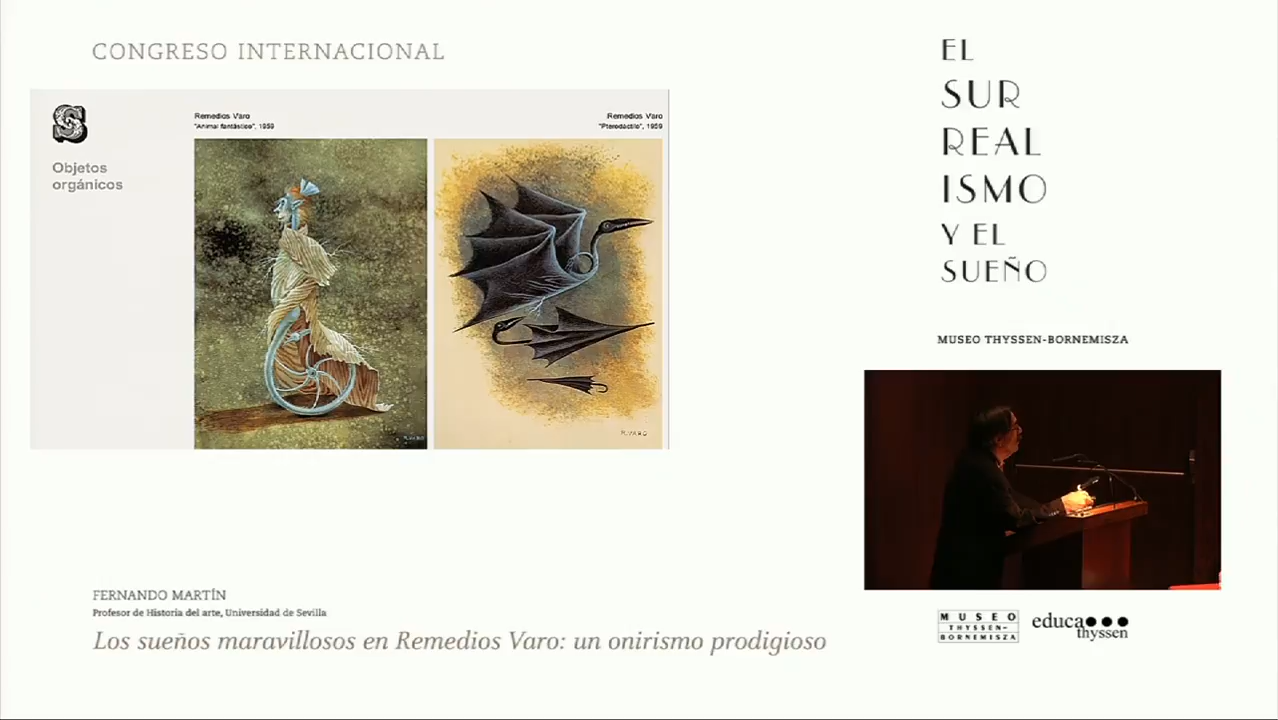 CONGRESO INTERNACIONAL
S
Objetos
orgánicos
Remedios Varo
"Animal fantástico", 1959
Remedios Varo
"Pterodáctilo", 1959
R.VARO
EL
SUR
REAL
ISMO
Y EL
SUEÑO
MUSEO THYSSEN-BORNEMISZA
FERNANDO MARTÍN
Profesor de Historia del arte, Universidad de Sevilla
Los sueños maravillosos en Remedios Varo: un onirismo prodigioso
MUSEO
THYSSEN-
BORNEMISZA
educa
thyssen